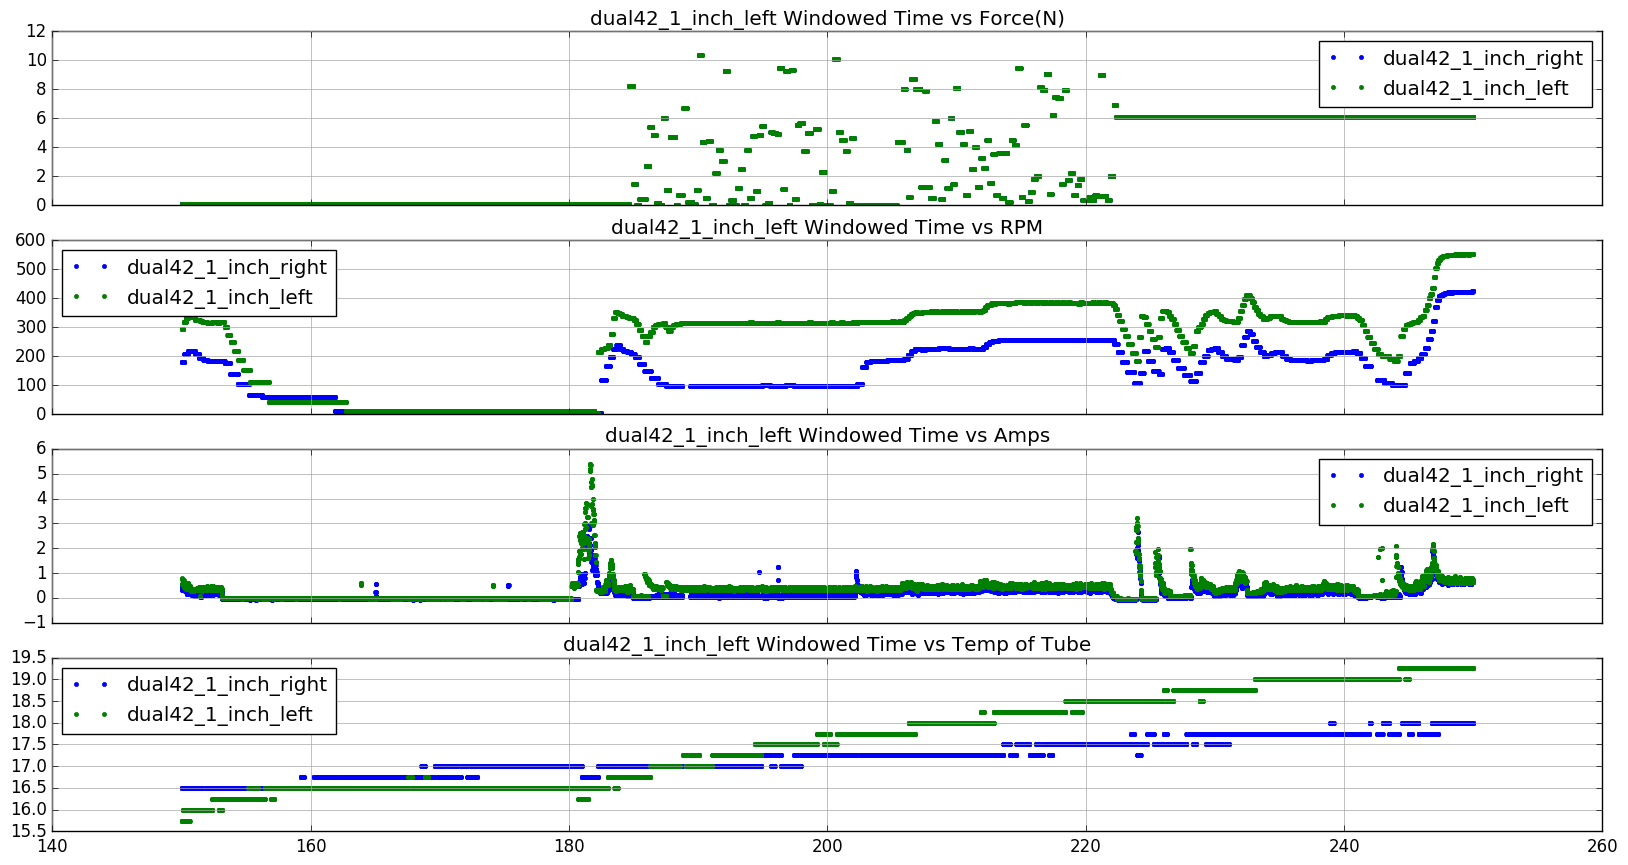 dual42_1_inch_left Windowed Time vs Force(N)
12
10
8
6
4
2
0
dual42_1_inch_right
dual42_1_inch_left
dual42_1_inch_left Windowed Time vs RPM
600
500
400
300
200
100
0
dual42_1_inch_right
dual42_1_inch_left
dual42_1_inch_left Windowed Time vs Amps
6
5
4
3
2
1
0
−1
dual42_1_inch_right
dual42_1_inch_left
dual42_1_inch_left Windowed Time vs Temp of Tube
19.5
19.0
18.5
18.0
17.5
17.0
16.5
16.0
15.5
dual42_1_inch_right
dual42_1_inch_left
140 160 180 200 220 240 260